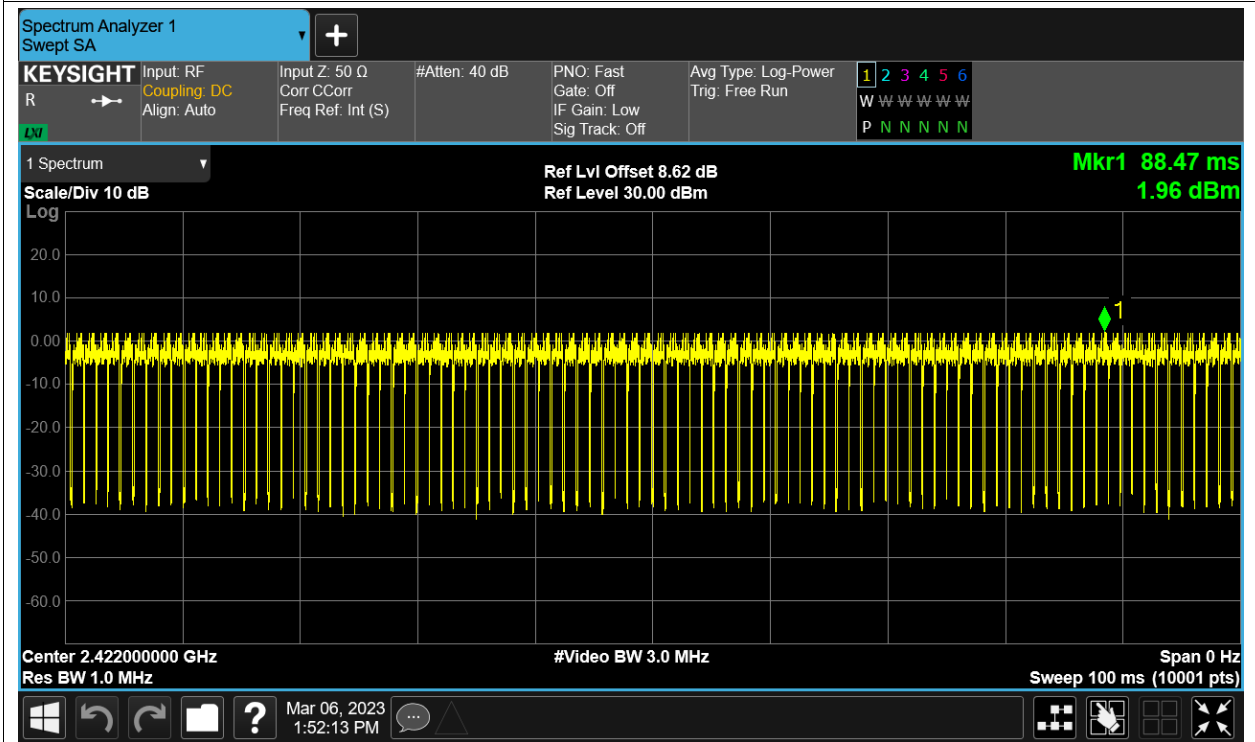 Spectrum Analyzer 1
Swept SA
+
KEYSIGHT Input: RF Input Z: 50 Ω #Atten: 40 dB PNO: Fast Avg Type: Log-Power 1 2 3 4 5 6
R Coupling: DC Corr CCorr Gate: Off Trig: Free Run W W W W W W
Align: Auto Freq Ref: Int (S) IF Gain: Low
LXI Sig Track: Off P N N N N N
1 Spectrum Ref Lvl Offset 8.62 dB Mkr1 88.47 ms
Scale/Div 10 dB Ref Level 30.00 dBm 1.96 dBm
Log
20.0
10.0
1
0.00
-10.0
-20.0
-30.0
-40.0
-50.0
-60.0
Center 2.422000000 GHz #Video BW 3.0 MHz Span 0 Hz
Res BW 1.0 MHz Sweep 100 ms (10001 pts)
? Mar 06, 2023
1:52:13 PM